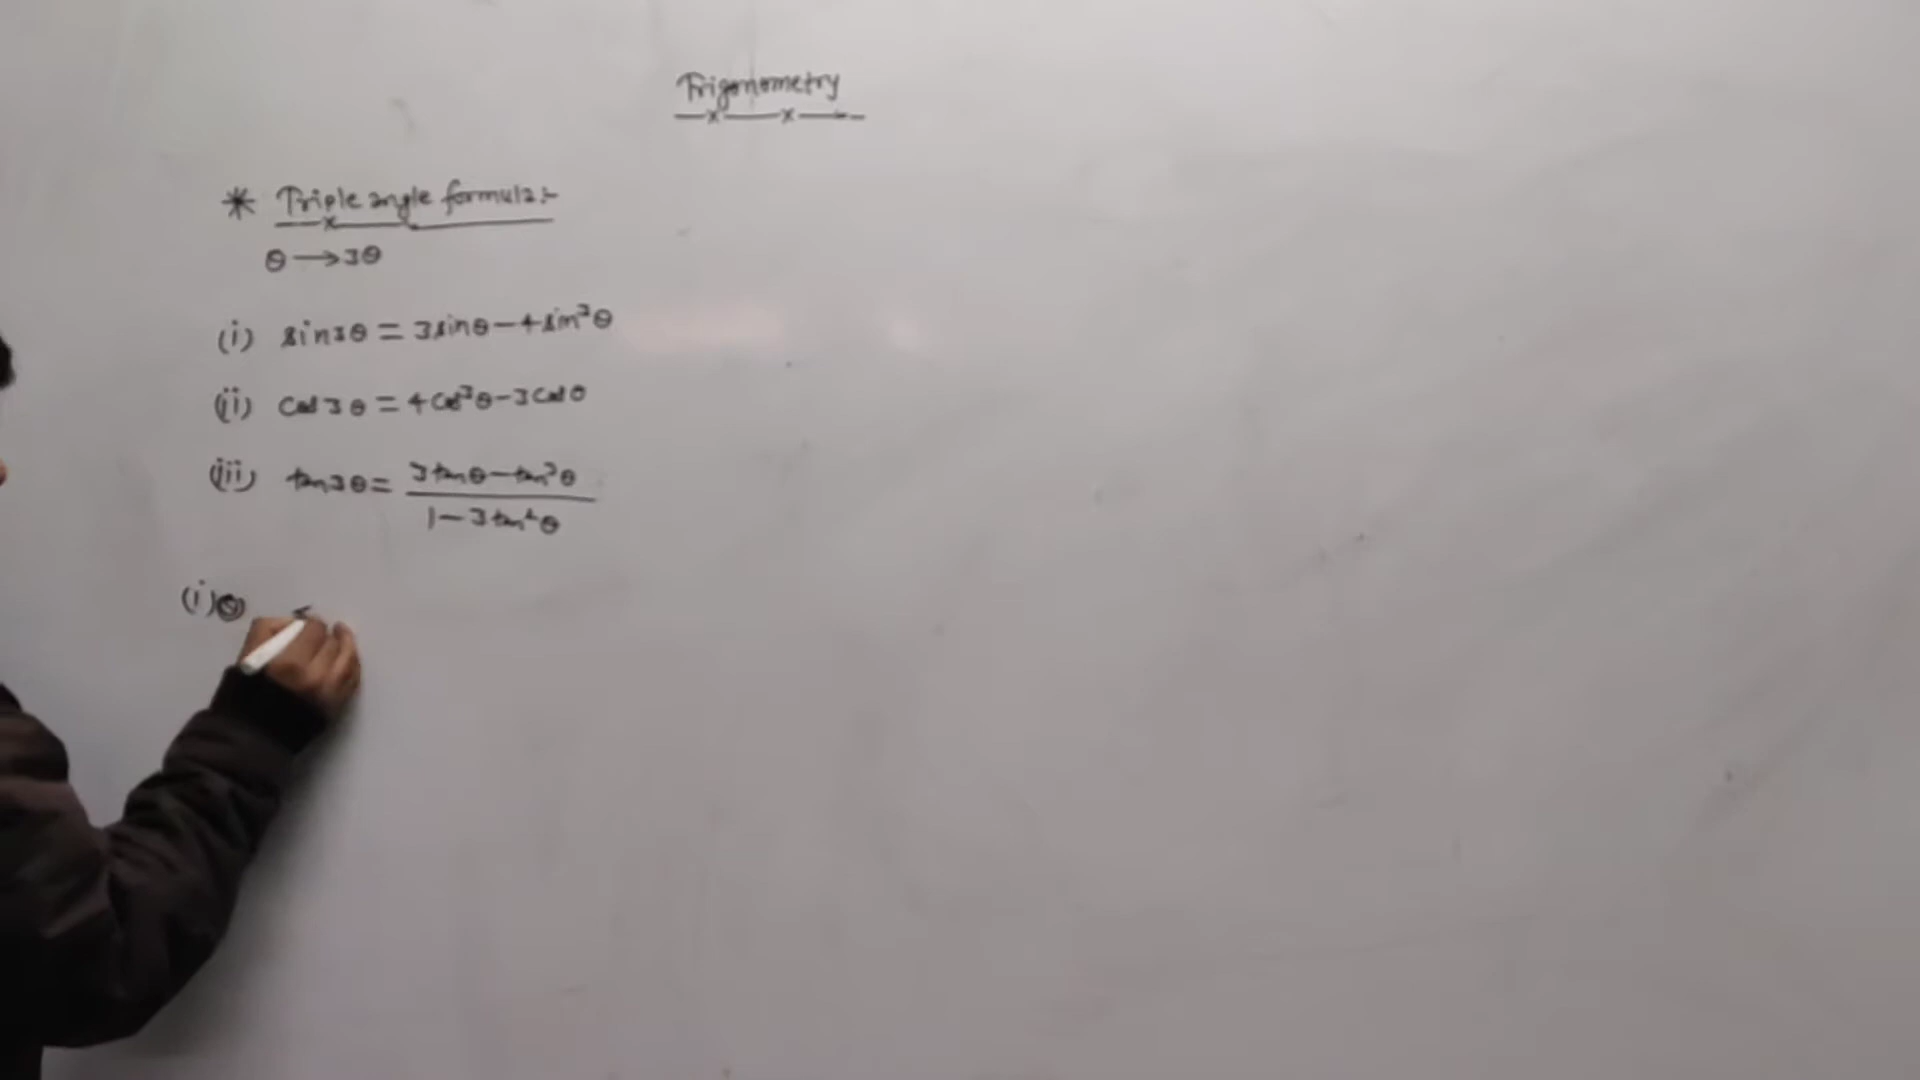 Trigonometry
* Triple angle formula:-
θ → 3θ
(i) sin3θ = 3sinθ - 4sin³θ
(ii) cos3θ = 4cos³θ - 3cosθ
(iii) tan3θ = 3tanθ - tan³θ
1 - 3tan²θ
(i)